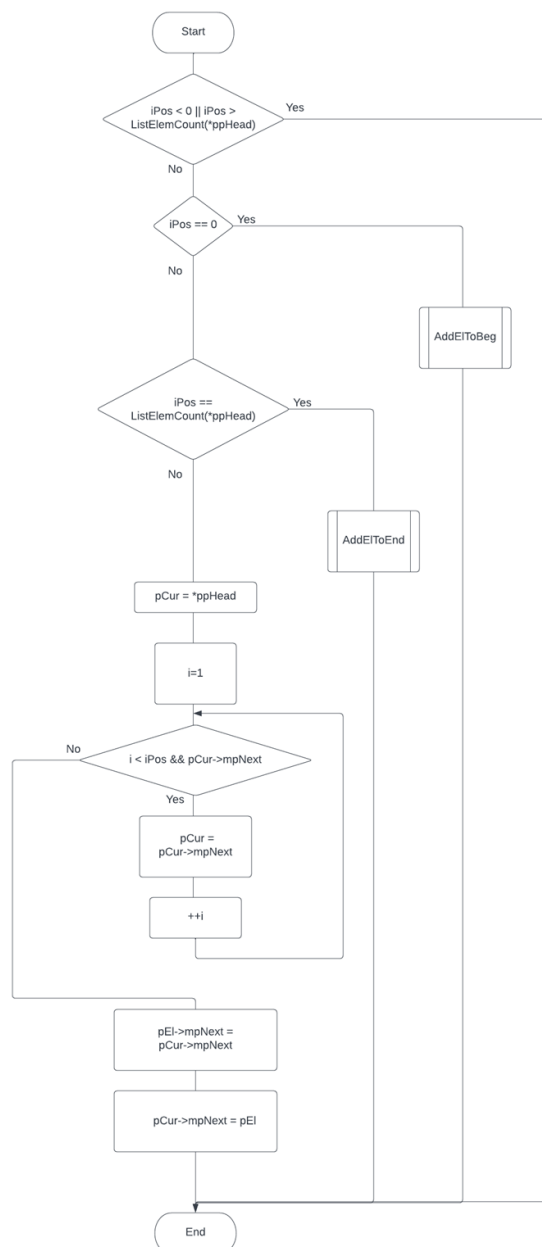 Start
iPos < 0 || iPos >
ListElemCount(*ppHead)
Yes
No
iPos == 0
Yes
No
AddElToBeg
iPos ==
ListElemCount(*ppHead)
Yes
No
AddElToEnd
pCur = *ppHead
i=1
No
i < iPos && pCur->mpNext
Yes
pCur =
pCur->mpNext
++i
pEl->mpNext =
pCur->mpNext
pCur->mpNext = pEl
End